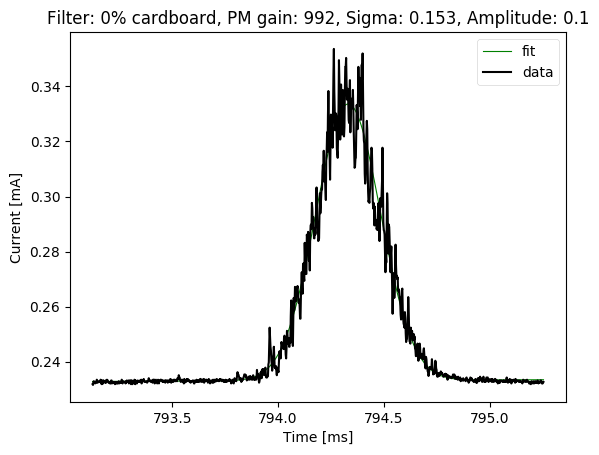 Filter: 0% cardboard, PM gain: 992, Sigma: 0.153, Amplitude: 0.1
fit
data
Current [mA]
0.34
0.32
0.30
0.28
0.26
0.24
793.5 794.0 794.5 795.0
Time [ms]